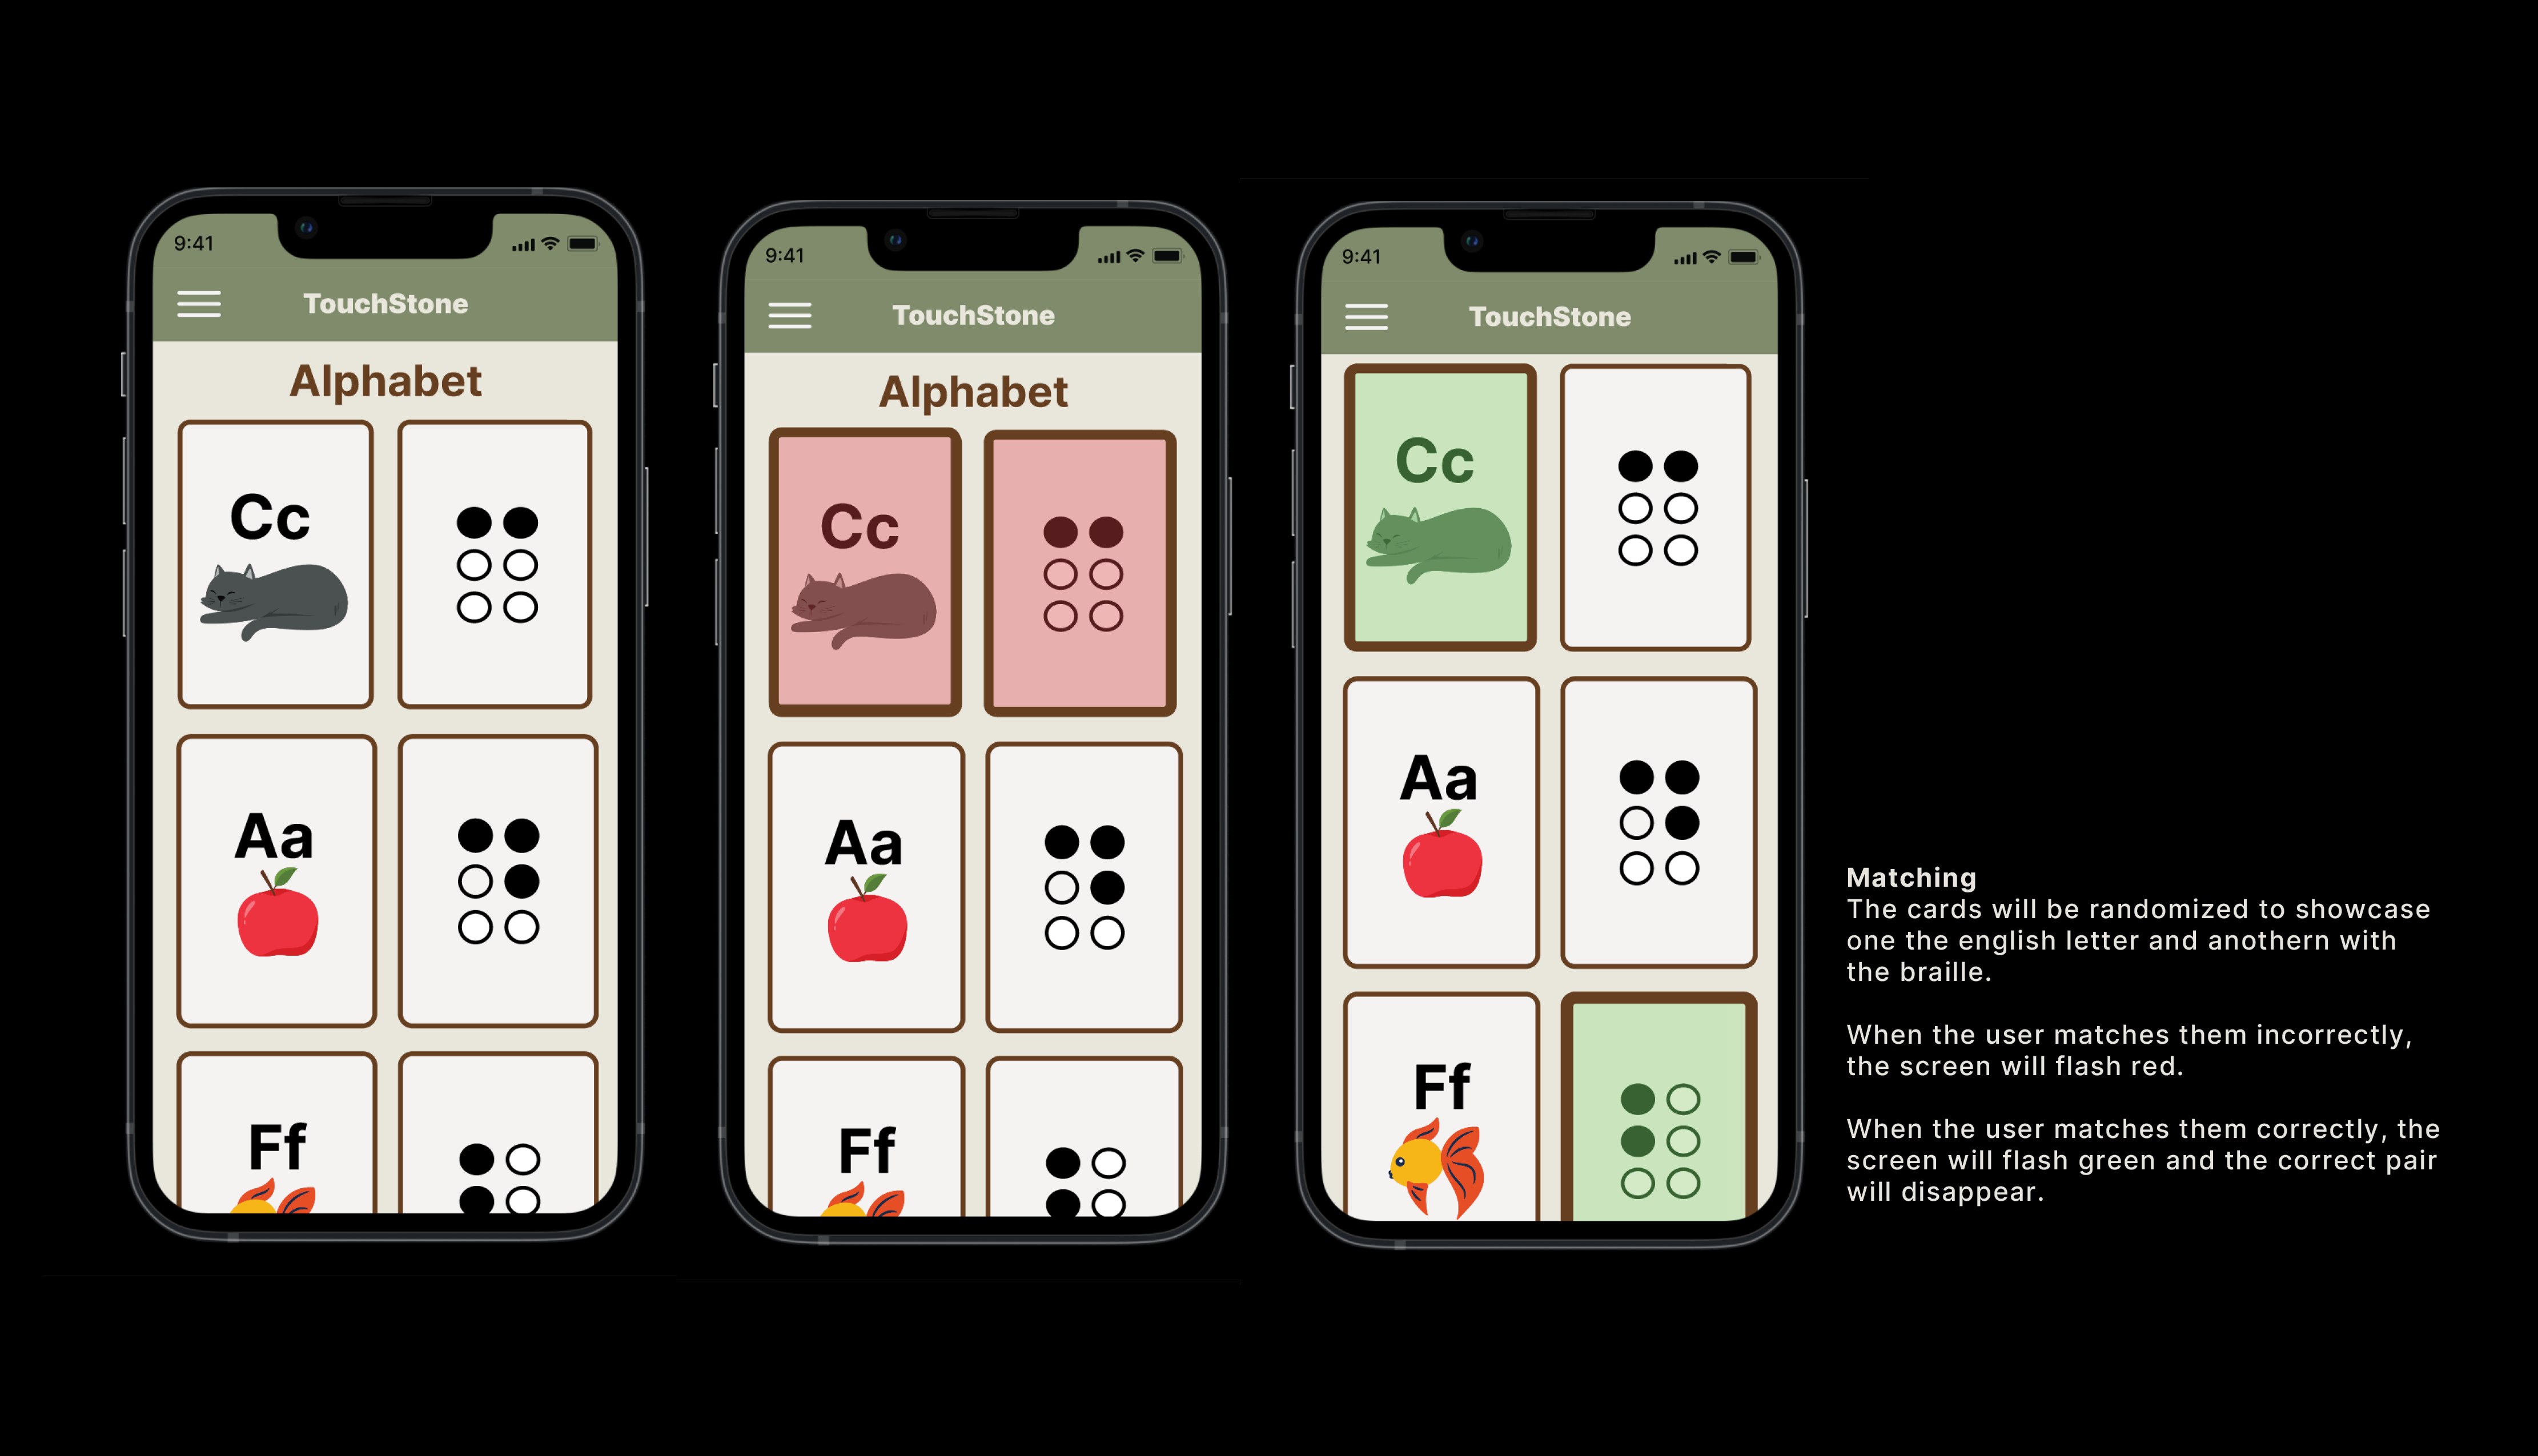 9:41
TouchStone
Alphabet
Cc
Aa
Ff
9:41
TouchStone
Alphabet
Cc
Aa
Ff
9:41
TouchStone
Cc
Aa
Ff
Matching
The cards will be randomized to showcase
one the english letter and anothern with
the braille.
When the user matches them incorrectly,
the screen will flash red.
When the user matches them correctly, the
screen will flash green and the correct pair
will disappear.